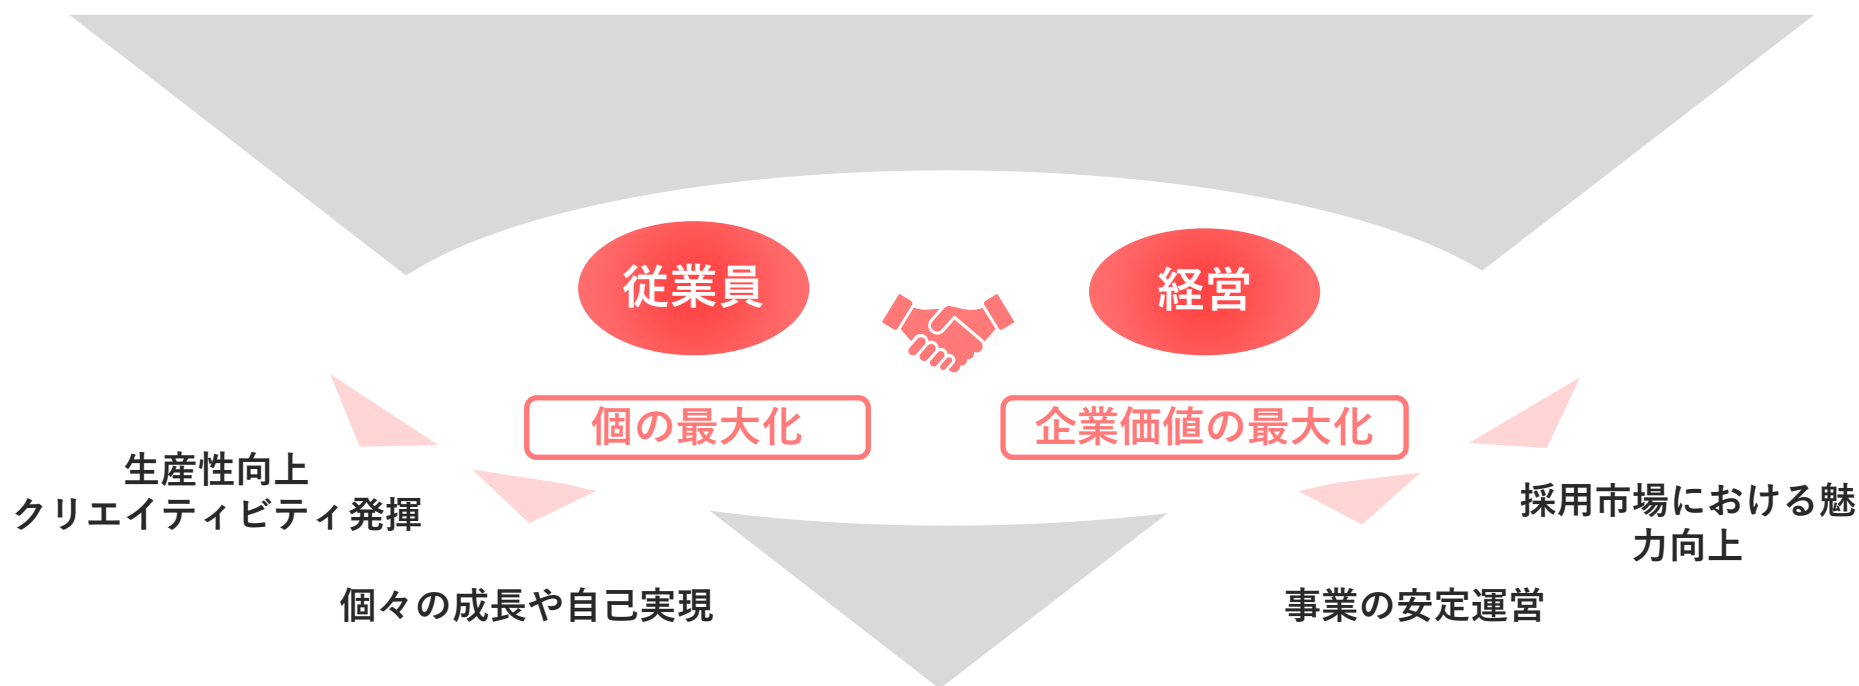 従業員
経営
個の最大化
企業価値の最大化
生産性向上
クリエイティビティ発揮
採用市場における魅
力向上
個々の成長や自己実現
事業の安定運営